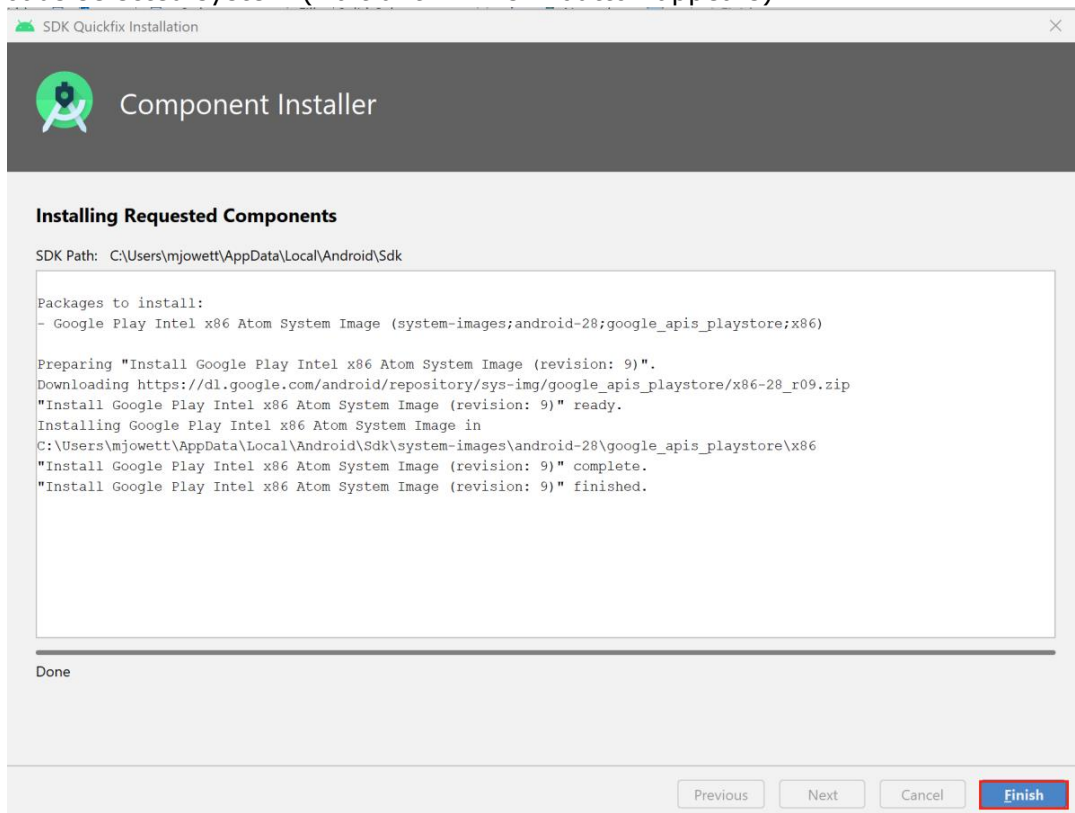 SDK Quickfix Installation
Component Installer
Installing Requested Components
SDK Path: C:\Users\mjowett\AppData\Local\Android\Sdk
Packages to install:
- Google Play Intel x86 Atom System Image (system-images;android-28;google_apis_playstore;x86)
Preparing "Install Google Play Intel x86 Atom System Image (revision: 9)".
Downloading https://dl.google.com/android/repository/sys-img/google_apis_playstore/x86-28_r09.zip
"Install Google Play Intel x86 Atom System Image (revision: 9)" ready.
Installing Google Play Intel x86 Atom System Image in
C:\Users\mjowett\AppData\Local\Android\Sdk\system-images\android-28\google_apis_playstore\x86
"Install Google Play Intel x86 Atom System Image (revision: 9)" complete.
"Install Google Play Intel x86 Atom System Image (revision: 9)" finished.
Done
Previous Next Cancel Finish